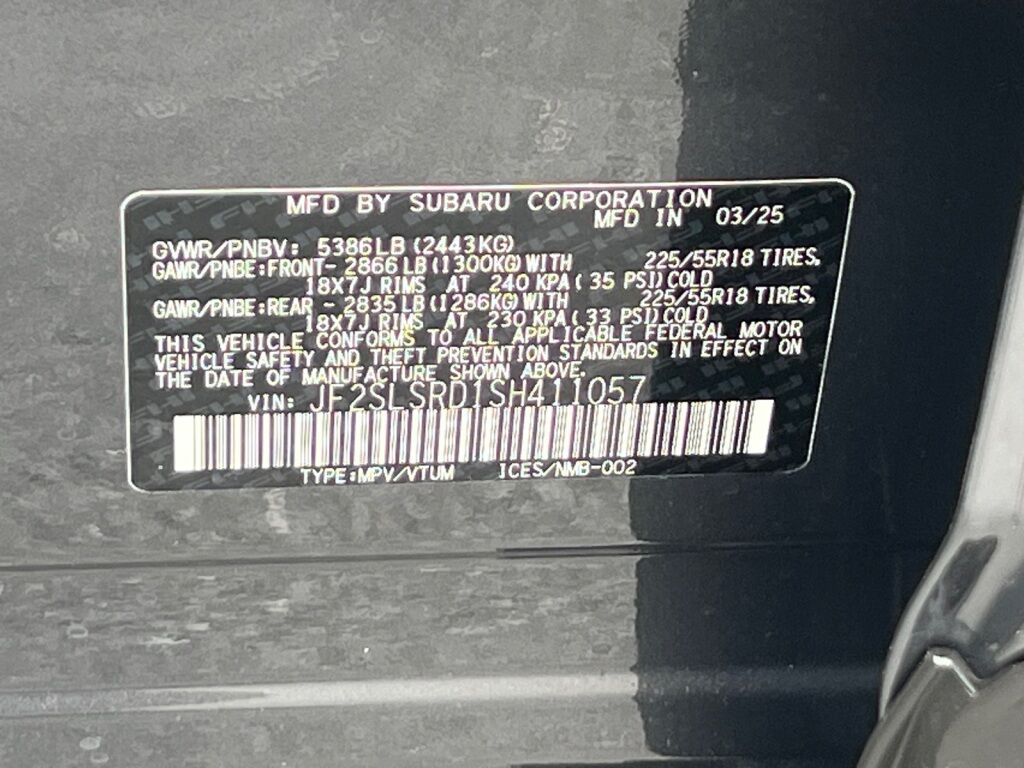 MFD BY SUBARU CORPORATION
MFD IN 03/25
GVWR/PNBV: 5386LB (2443KG)
GAWR/PNBE:FRONT- 2866 LB (1300KG) WITH 225/55R18 TIRES,
18X7J RIMS AT 240 KPA ( 35 PSI) COLD
GAWR/PNBE:REAR - 2835 LB (1286KG) WITH 225/55R18 TIRES,
18X7J RIMS AT 230 KPA ( 33 PSI) COLD
THIS VEHICLE CONFORMS TO ALL APPLICABLE FEDERAL MOTOR
VEHICLE SAFETY AND THEFT PREVENTION STANDARDS IN EFFECT ON
THE DATE OF MANUFACTURE SHOWN ABOVE.
VIN: JF2SLSRD1SH411057
TYPE:MPV/VTUM ICES/NMB-002